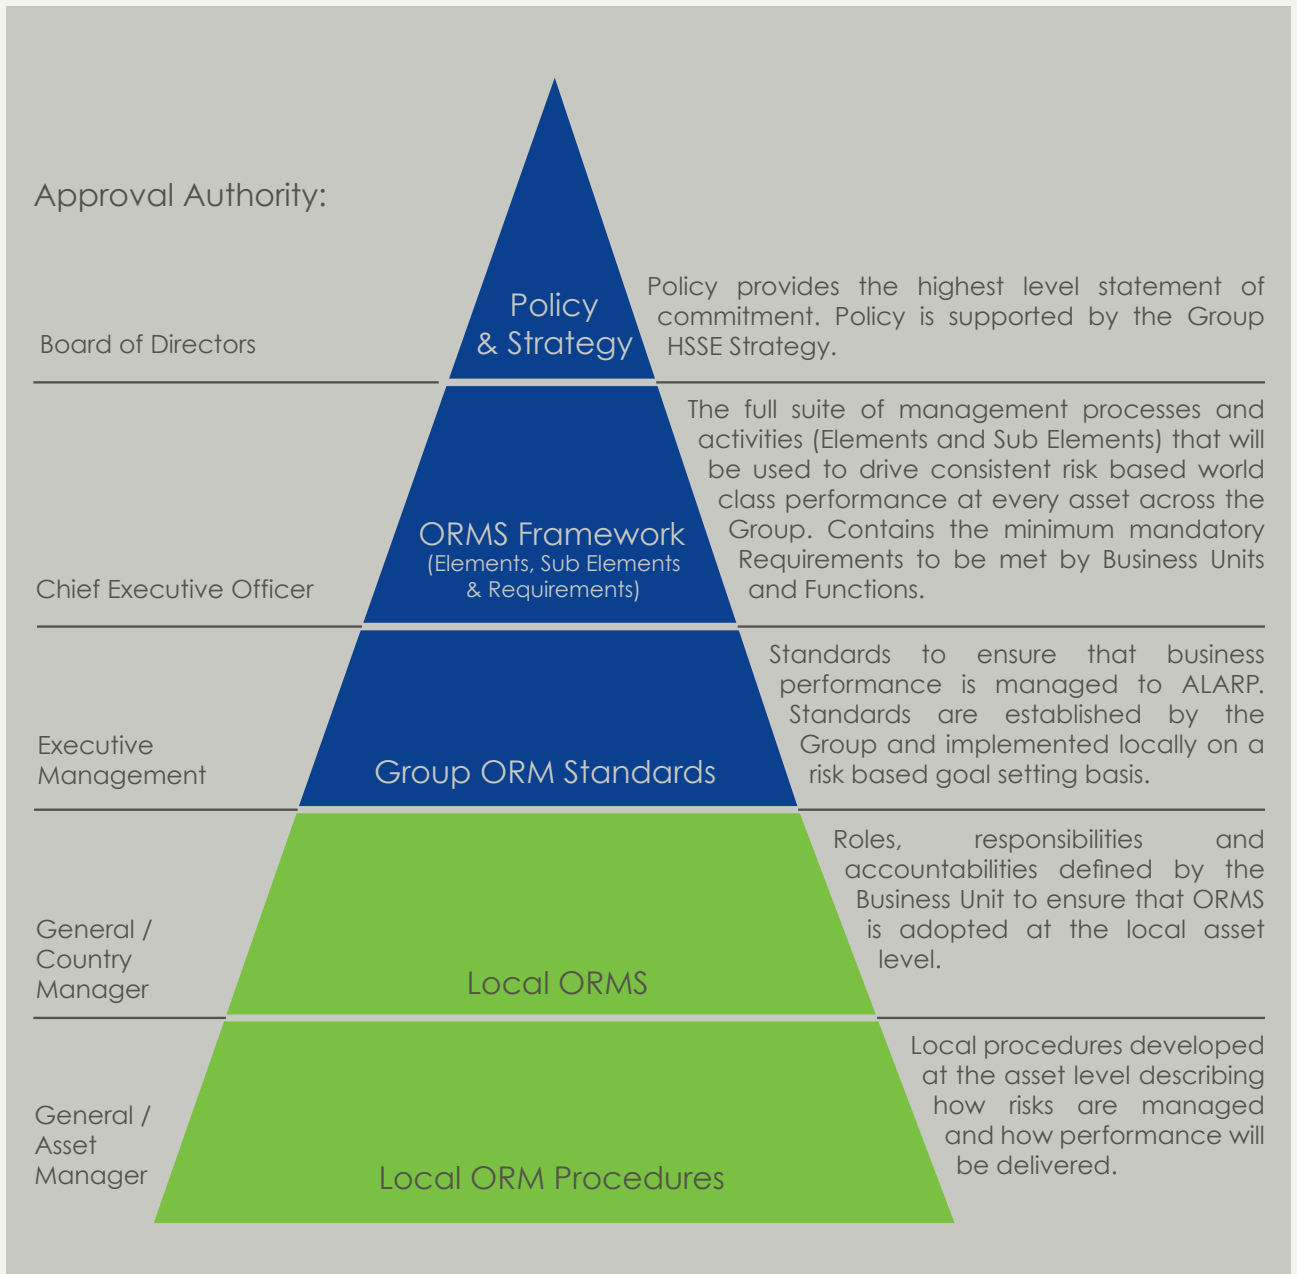 Approval Authority:
Board of Directors
Policy
& Strategy
Policy provides the highest level statement of
commitment. Policy is supported by the Group
HSSE Strategy.
Chief Executive Officer
ORMS Framework
(Elements, Sub Elements
& Requirements)
The full suite of management processes and
activities (Elements and Sub Elements) that will
be used to drive consistent risk based world
class performance at every asset across the
Group. Contains the minimum mandatory
Requirements to be met by Business Units
and Functions.
Executive
Management
Group ORM Standards
Standards to ensure that business
performance is managed to ALARP.
Standards are established by the
Group and implemented locally on a
risk based goal setting basis.
General /
Country
Manager
Local ORMS
Roles, responsibilities and
accountabilities defined by the
Business Unit to ensure that ORMS
is adopted at the local asset
level.
General /
Asset
Manager
Local ORM Procedures
Local procedures developed
at the asset level describing
how risks are managed
and how performance will
be delivered.